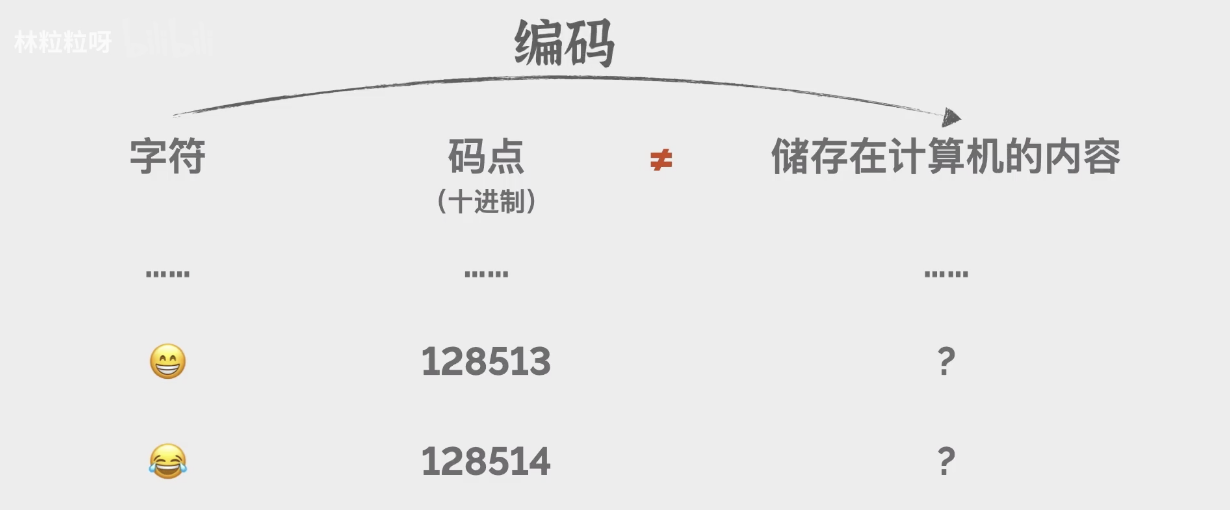 林粒粒呀 bilibili
编码
字符 码点 ≠ 储存在计算机的内容
(十进制)
…… …… ……
😁 128513 ?
😂 128514 ?